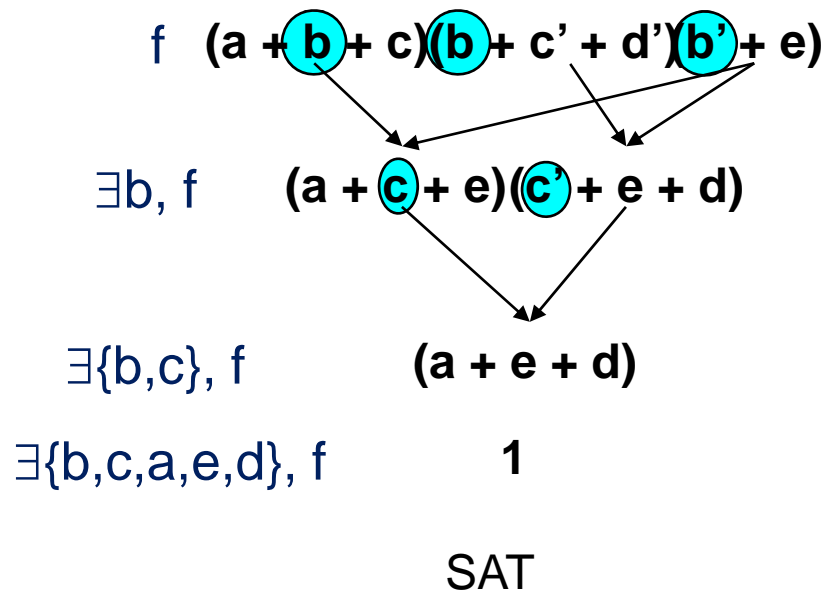 f (a + b + c)(b + c’ + d’)(b’ + e)
∃b, f (a + c + e)(c’ + e + d)
∃{b,c}, f (a + e + d)
∃{b,c,a,e,d}, f 1
SAT